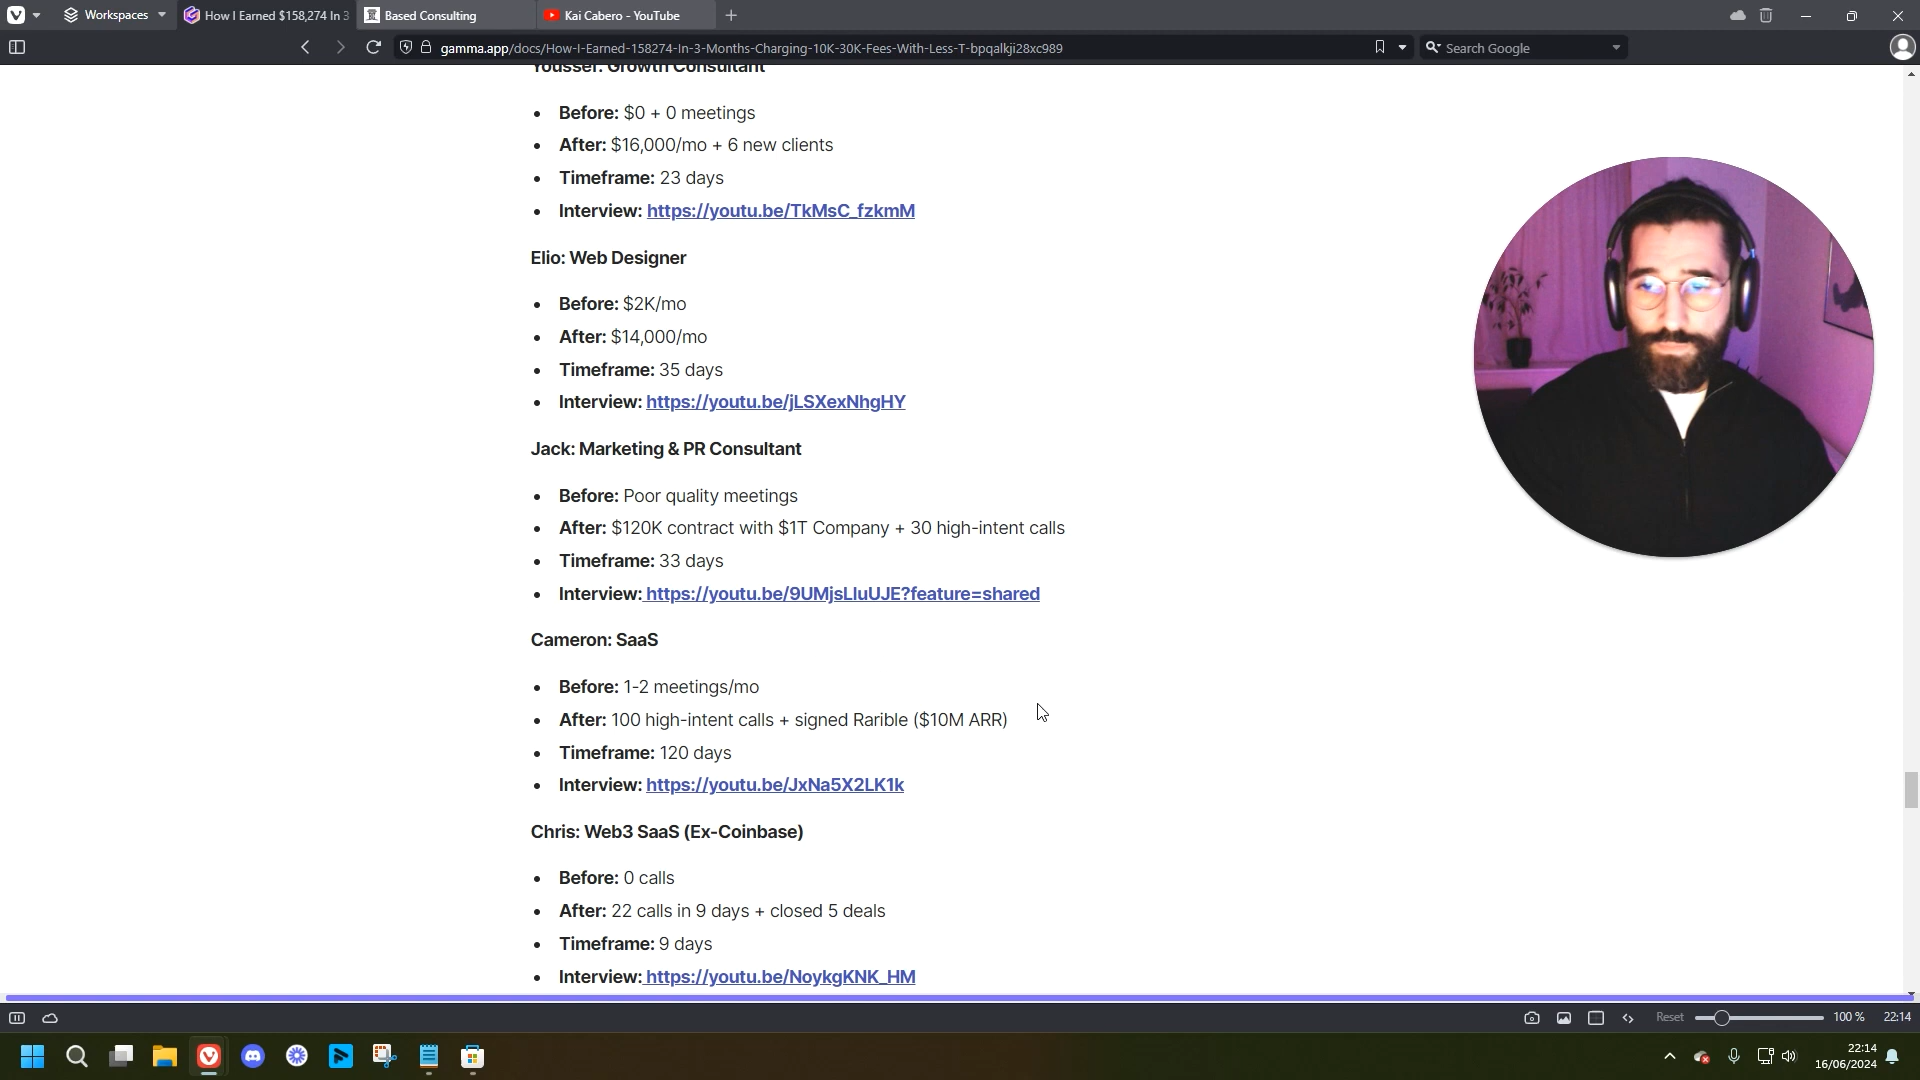 Workspaces
How I Earned $158,274 In 3
Based Consulting
Kai Cabero - YouTube
gamma.app/docs/How-I-Earned-158274-In-3-Months-Charging-10K-30K-Fees-With-Less-T-bpqalkji28xc989
Search Google
Youssef: Growth Consultant
• Before: $0 + 0 meetings
• After: $16,000/mo + 6 new clients
• Timeframe: 23 days
• Interview: https://youtu.be/TkMsC_fzkmM
Elio: Web Designer
• Before: $2K/mo
• After: $14,000/mo
• Timeframe: 35 days
• Interview: https://youtu.be/jLSXexNhgHY
Jack: Marketing & PR Consultant
• Before: Poor quality meetings
• After: $120K contract with $1T Company + 30 high-intent calls
• Timeframe: 33 days
• Interview: https://youtu.be/9UMjsLluUJE?feature=shared
Cameron: SaaS
• Before: 1-2 meetings/mo
• After: 100 high-intent calls + signed Rarible ($10M ARR)
• Timeframe: 120 days
• Interview: https://youtu.be/JxNa5X2LK1k
Chris: Web3 SaaS (Ex-Coinbase)
• Before: 0 calls
• After: 22 calls in 9 days + closed 5 deals
• Timeframe: 9 days
• Interview: https://youtu.be/NoykgKNK_HM
Reset
100 %
22:14
22:14
16/06/2024